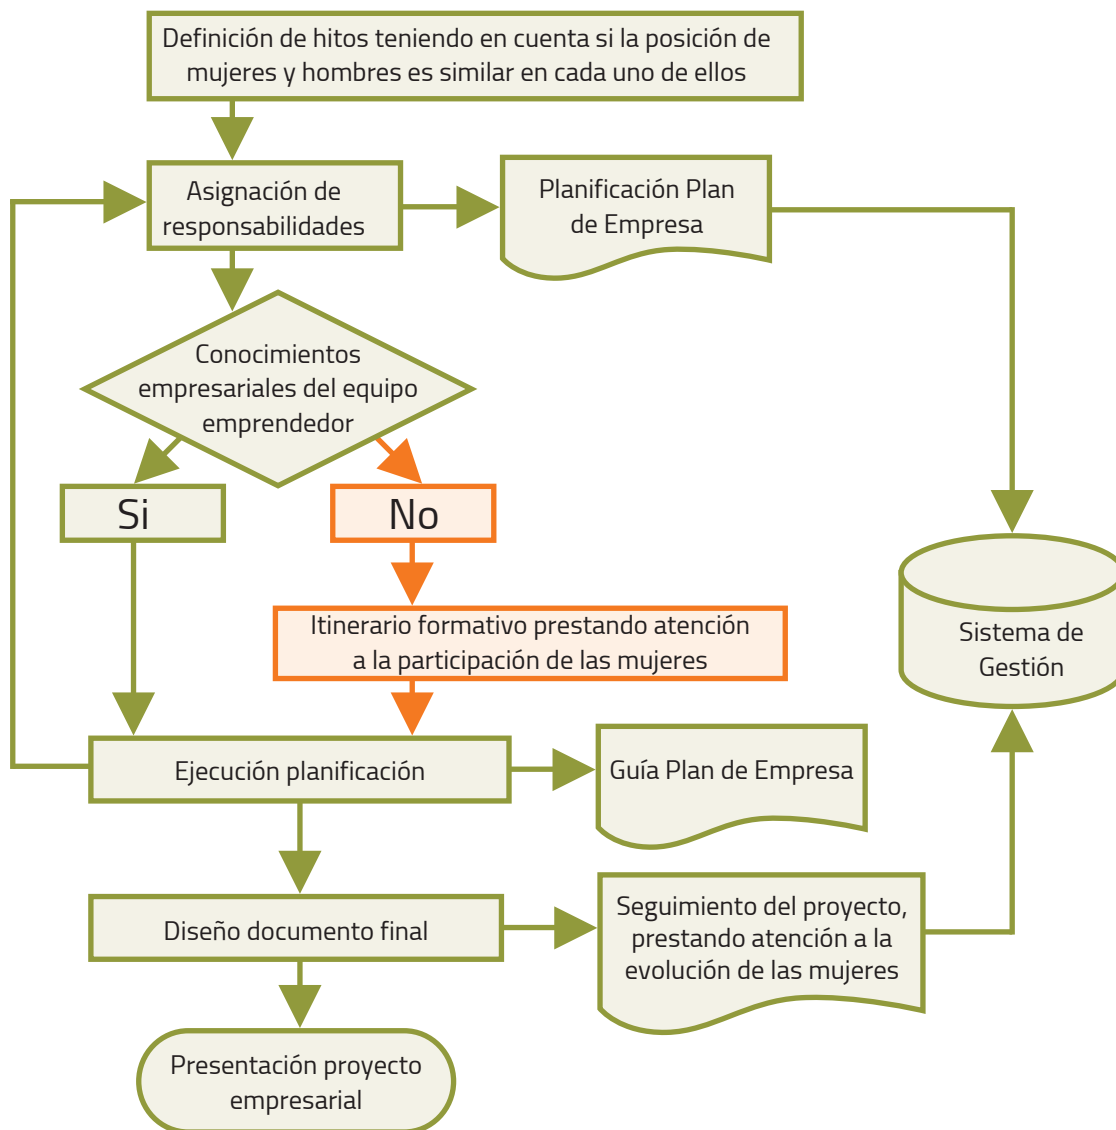 Definición de hitos teniendo en cuenta si la posición de
mujeres y hombres es similar en cada uno de ellos
Asignación de
responsabilidades
Planificación Plan
de Empresa
Conocimientos
empresariales del equipo
emprendedor
Si
No
Itinerario formativo prestando atención
a la participación de las mujeres
Sistema de
Gestión
Ejecución planificación
Guía Plan de Empresa
Diseño documento final
Seguimiento del proyecto,
prestando atención a la
evolución de las mujeres
Presentación proyecto
empresarial